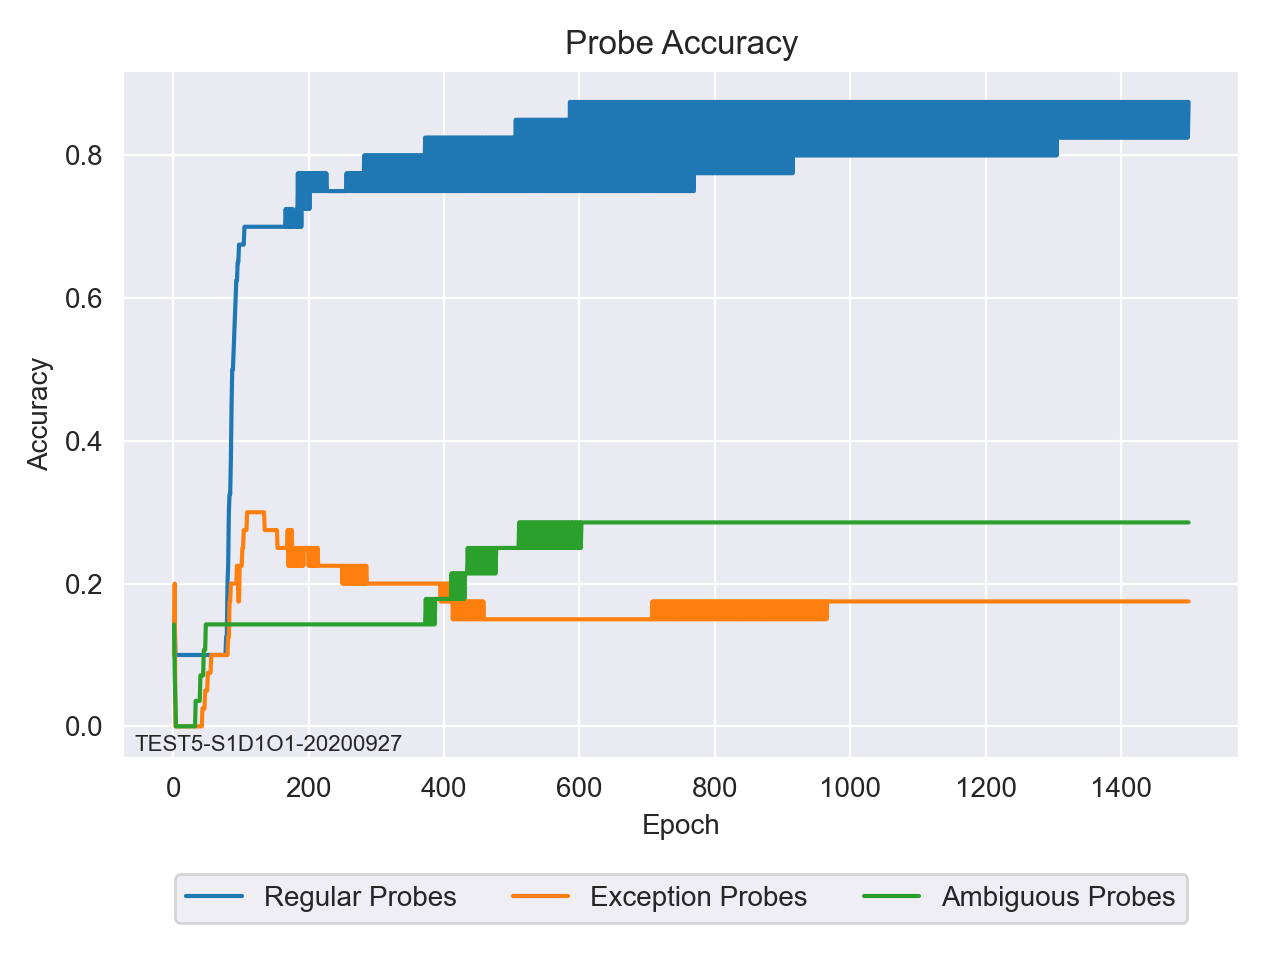 Probe Accuracy
Accuracy
0.8
0.6
0.4
0.2
0.0
TEST5-S1D1O1-20200927
0 200 400 600 800 1000 1200 1400
Epoch
Regular Probes Exception Probes Ambiguous Probes